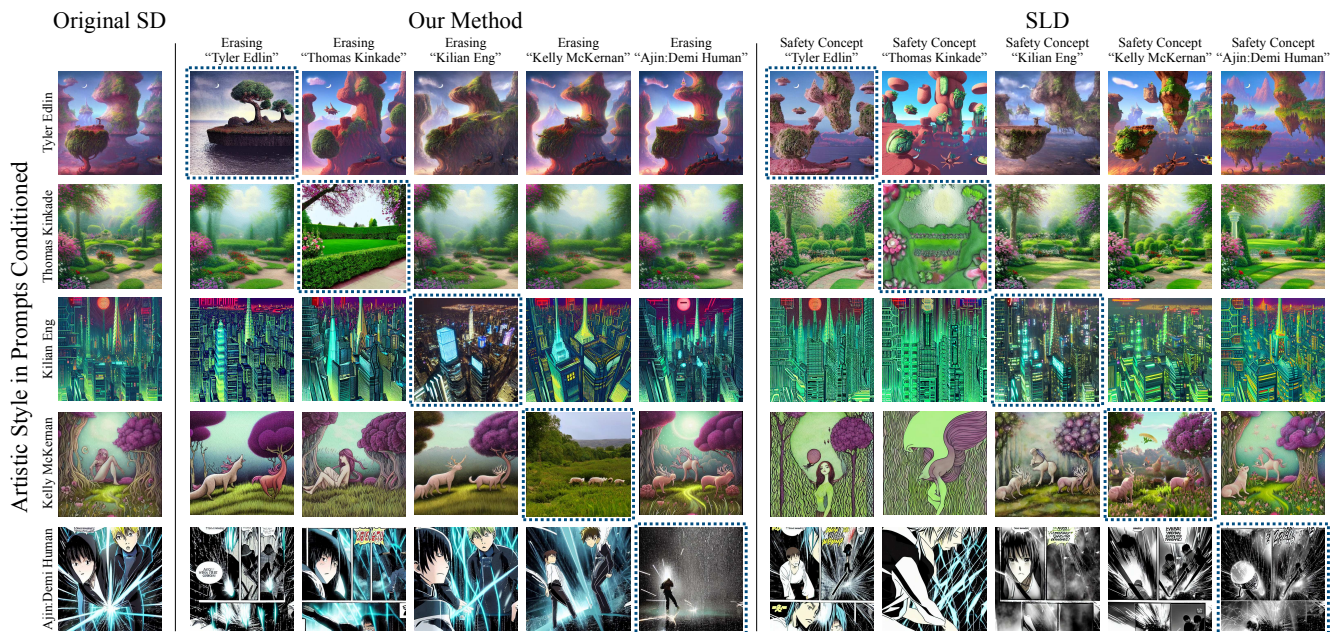 Original SD
Our Method
SLD
Erasing
"Tyler Edlin"
Erasing
"Thomas Kinkade"
Erasing
"Kilian Eng"
Erasing
"Kelly McKernan"
Erasing
"Ajin:Demi Human"
Safety Concept
"Tyler Edlin"
Safety Concept
"Thomas Kinkade"
Safety Concept
"Kilian Eng"
Safety Concept
"Kelly McKernan"
Safety Concept
"Ajin:Demi Human"
Artistic Style in Prompts Conditioned
Tyler Edlin
Thomas Kinkade
Kilian Eng
Kelly McKernan
Ajin:Demi Human